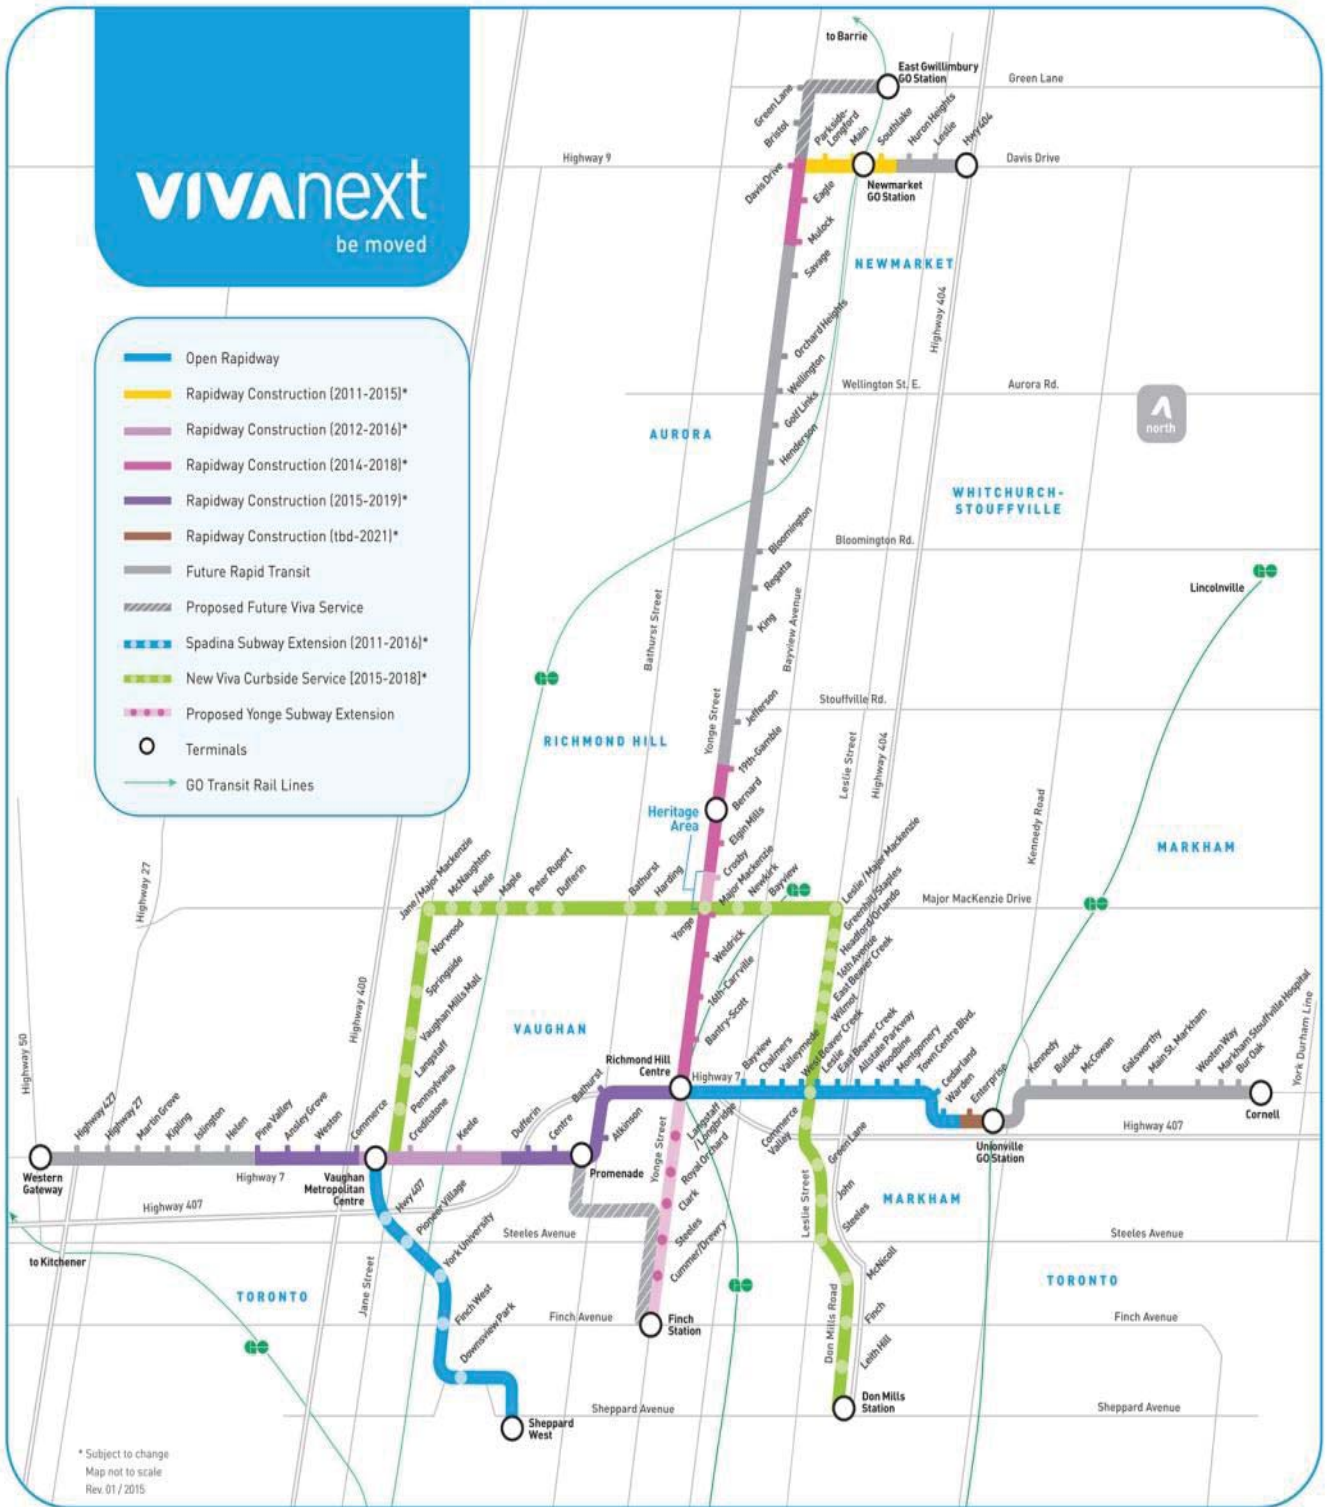 VIVAnext
be moved
Open Rapidway
Rapidway Construction (2011-2015)*
Rapidway Construction (2012-2016)*
Rapidway Construction (2014-2018)*
Rapidway Construction (2015-2019)*
Rapidway Construction (tbd-2021)*
Future Rapid Transit
Proposed Future Viva Service
Spadina Subway Extension (2011-2016)*
New Viva Curbside Service [2015-2018]*
Proposed Yonge Subway Extension
Terminals
GO Transit Rail Lines
to Barrie
East Gwillimbury
GO Station
Green Lane
Green Lane
Bristol
Parkside-
Longford
Main
Southlake
Huron Heights
Leslie
Hwy 404
Highway 9
Davis Drive
Davis Drive
Newmarket
GO Station
Eagle
Mulock
Savage
NEWMARKET
Highway 404
Orchard Heights
Wellington
Wellington St. E.
Aurora Rd.
Golf Links
Henderson
AURORA
north
WHITCHURCH-
STOUFFVILLE
Bloomington
Bloomington Rd.
Regatta
King
Bathurst Street
Bayview Avenue
Lincolnville
Jefferson
Stouffville Rd.
Yonge Street
19th-Gamble
Leslie Street
Highway 404
RICHMOND HILL
Bernard
Heritage
Area
Elgin Mills
Crosby
Kennedy Road
MARKHAM
Highway 27
Jane / Major Mackenzie
McNaughton
Keele
Maple
Peter Rupert
Dufferin
Bathurst
Harding
Yonge
Major Mackenzie
Newkirk
Bayview
Leslie / Major Mackenzie
Major MacKenzie Drive
Greenhill/Staples
Headford/Orlando
16th Avenue
East Beaver Creek
Wilmot
West Beaver Creek
Norwood
Springside
Vaughan Mills Mall
Langstaff
Pennsylvania
Weldrick
16th-Carrville
Bantry-Scott
VAUGHAN
Highway 400
Highway 50
York Durham Line
Richmond Hill
Centre
Highway 7
Bayview
Chalmers
Valleymede
Leslie
East Beaver Creek
Allstate Parkway
Woodbine
Montgomery
Town Centre Blvd.
Cedarland
Warden
Enterprise
Kennedy
Bullock
McCowan
Galsworthy
Main St. Markham
Wooten Way
Markham Stouffville Hospital
Bur Oak
Cornell
Unionville
GO Station
Highway 407
Western
Gateway
Highway 427
Highway 27
Martin Grove
Kipling
Islington
Helen
Pine Valley
Ansley Grove
Weston
Commerce
Highway 7
Vaughan
Metropolitan
Centre
Creditstone
Keele
Dufferin
Centre
Bathurst
Atkinson
Promenade
Yonge Street
Langstaff
/Longbridge
Royal Orchard
Clark
Steeles
Cummer/Drewry
Finch
Station
Commerce
Valley
Green Lane
John
Steeles
McNicoll
Finch
Leith Hill
Don Mills
Station
Leslie Street
Don Mills Road
MARKHAM
Highway 407
to Kitchener
Hwy 407
Pioneer Village
York University
Finch West
Downsview Park
Sheppard
West
Jane Street
Steeles Avenue
Steeles Avenue
TORONTO
TORONTO
Finch Avenue
Finch Avenue
Sheppard Avenue
Sheppard Avenue
* Subject to change
Map not to scale
Rev. 01 / 2015